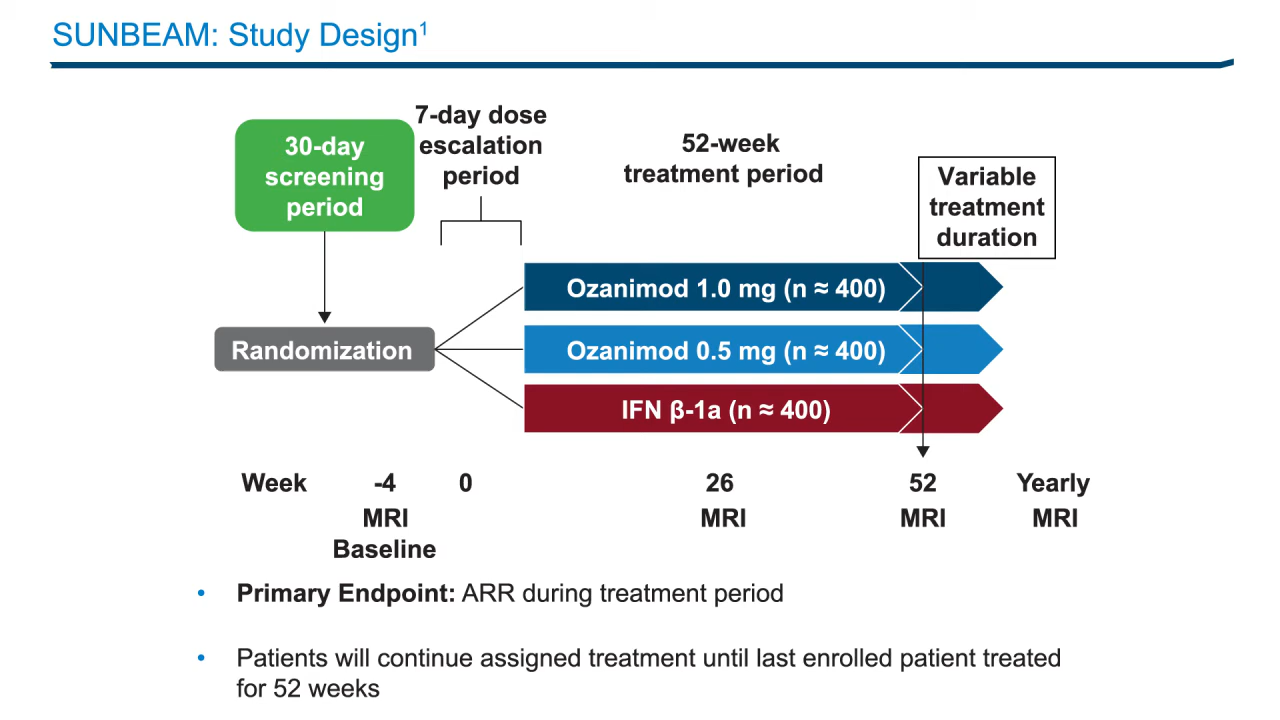 SUNBEAM: Study Design¹
30-day
screening
period
7-day dose
escalation
period
52-week
treatment period
Variable
treatment
duration
Randomization
Ozanimod 1.0 mg (n ≈ 400)
Ozanimod 0.5 mg (n ≈ 400)
IFN β-1a (n ≈ 400)
Week -4 0 26 52 Yearly
MRI MRI MRI MRI
Baseline
• Primary Endpoint: ARR during treatment period
• Patients will continue assigned treatment until last enrolled patient treated
for 52 weeks